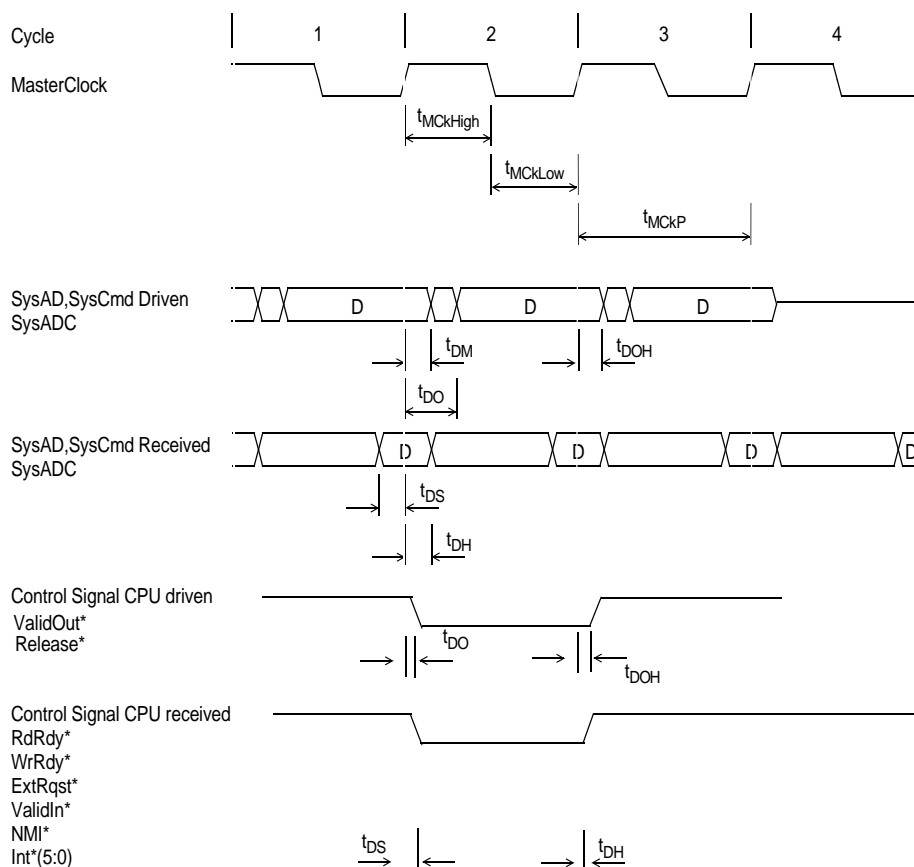 Cycle 1 2 3 4
MasterClock
tMCkHigh
tMCkLow
tMCkP
SysAD,SysCmd Driven
SysADC
D D D
tDM tDOH
tDO
SysAD,SysCmd Received
SysADC
D D D D
tDS
tDH
Control Signal CPU driven
ValidOut*
Release*
tDO
tDOH
Control Signal CPU received
RdRdy*
WrRdy*
ExtRqst*
ValidIn*
NMI*
Int*(5:0)
tDS tDH